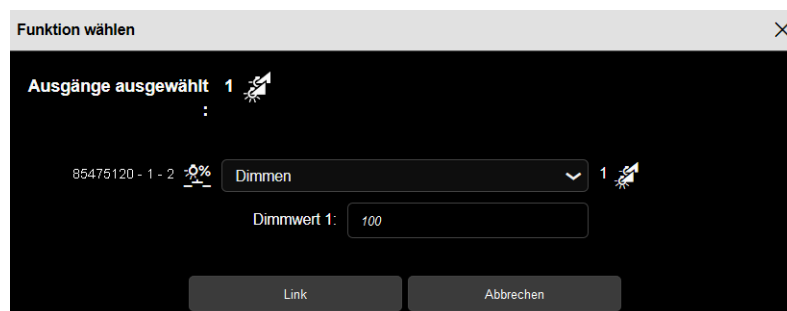 Funktion wählen
Ausgänge ausgewählt 1
:
85475120 - 1 - 2 % Dimmen 1
Dimmwert 1: 100
Link Abbrechen